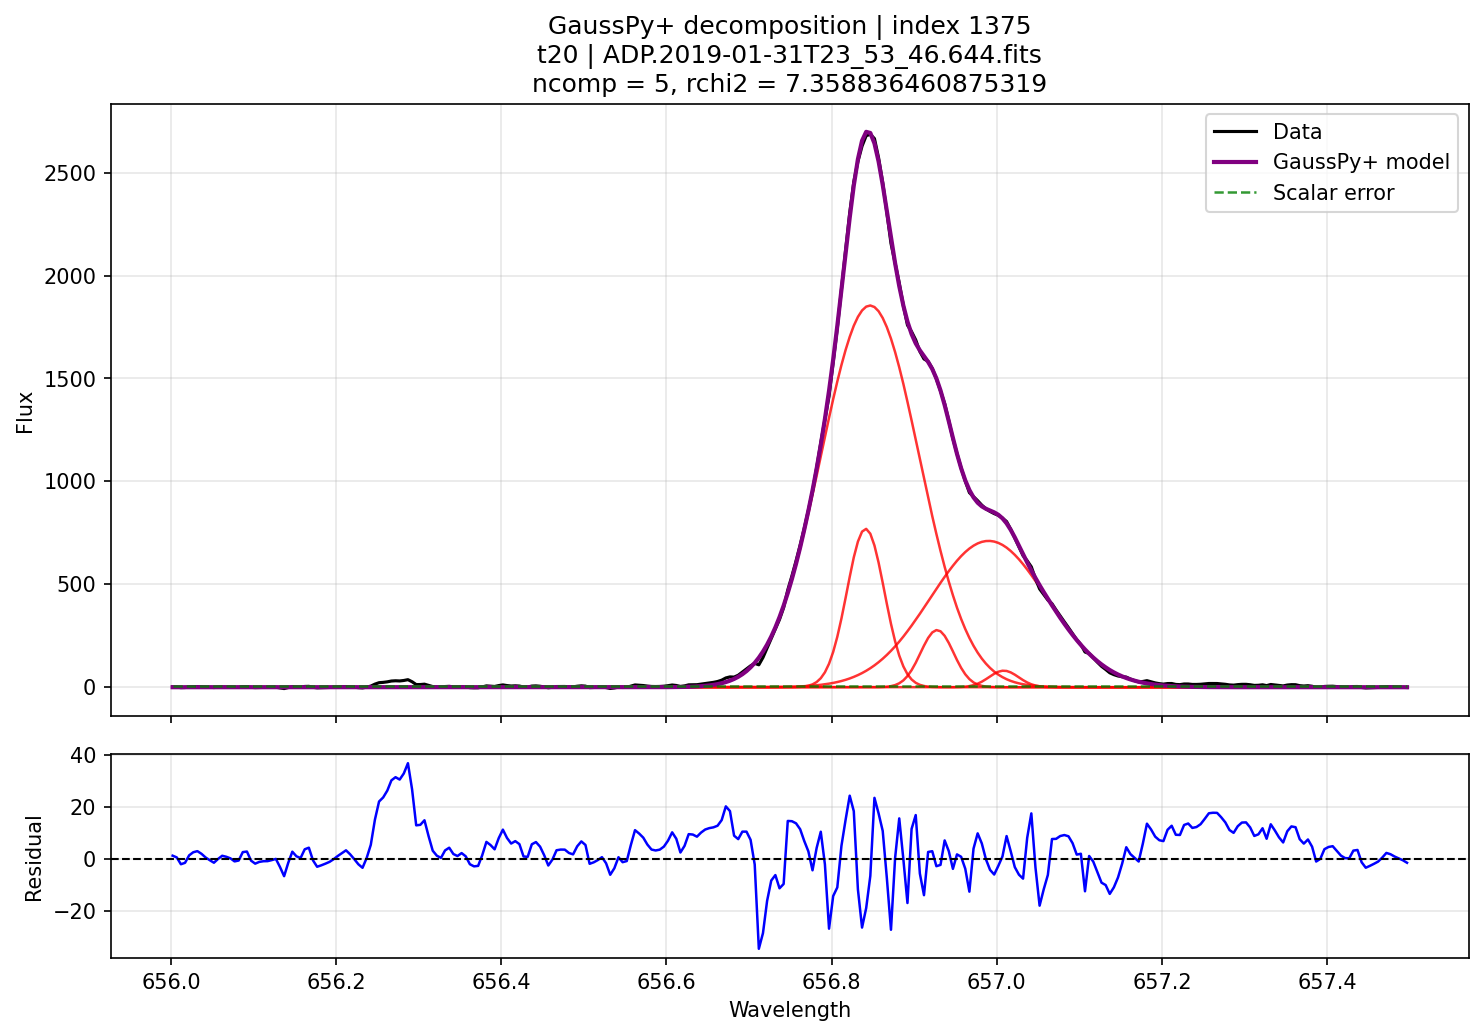 GaussPy+ decomposition | index 1375
t20 | ADP.2019-01-31T23_53_46.644.fits
ncomp = 5, rchi2 = 7.358836460875319
Data
GaussPy+ model
Scalar error
2500
2000
1500
1000
500
0
Flux
40
20
0
−20
Residual
656.0 656.2 656.4 656.6 656.8 657.0 657.2 657.4
Wavelength